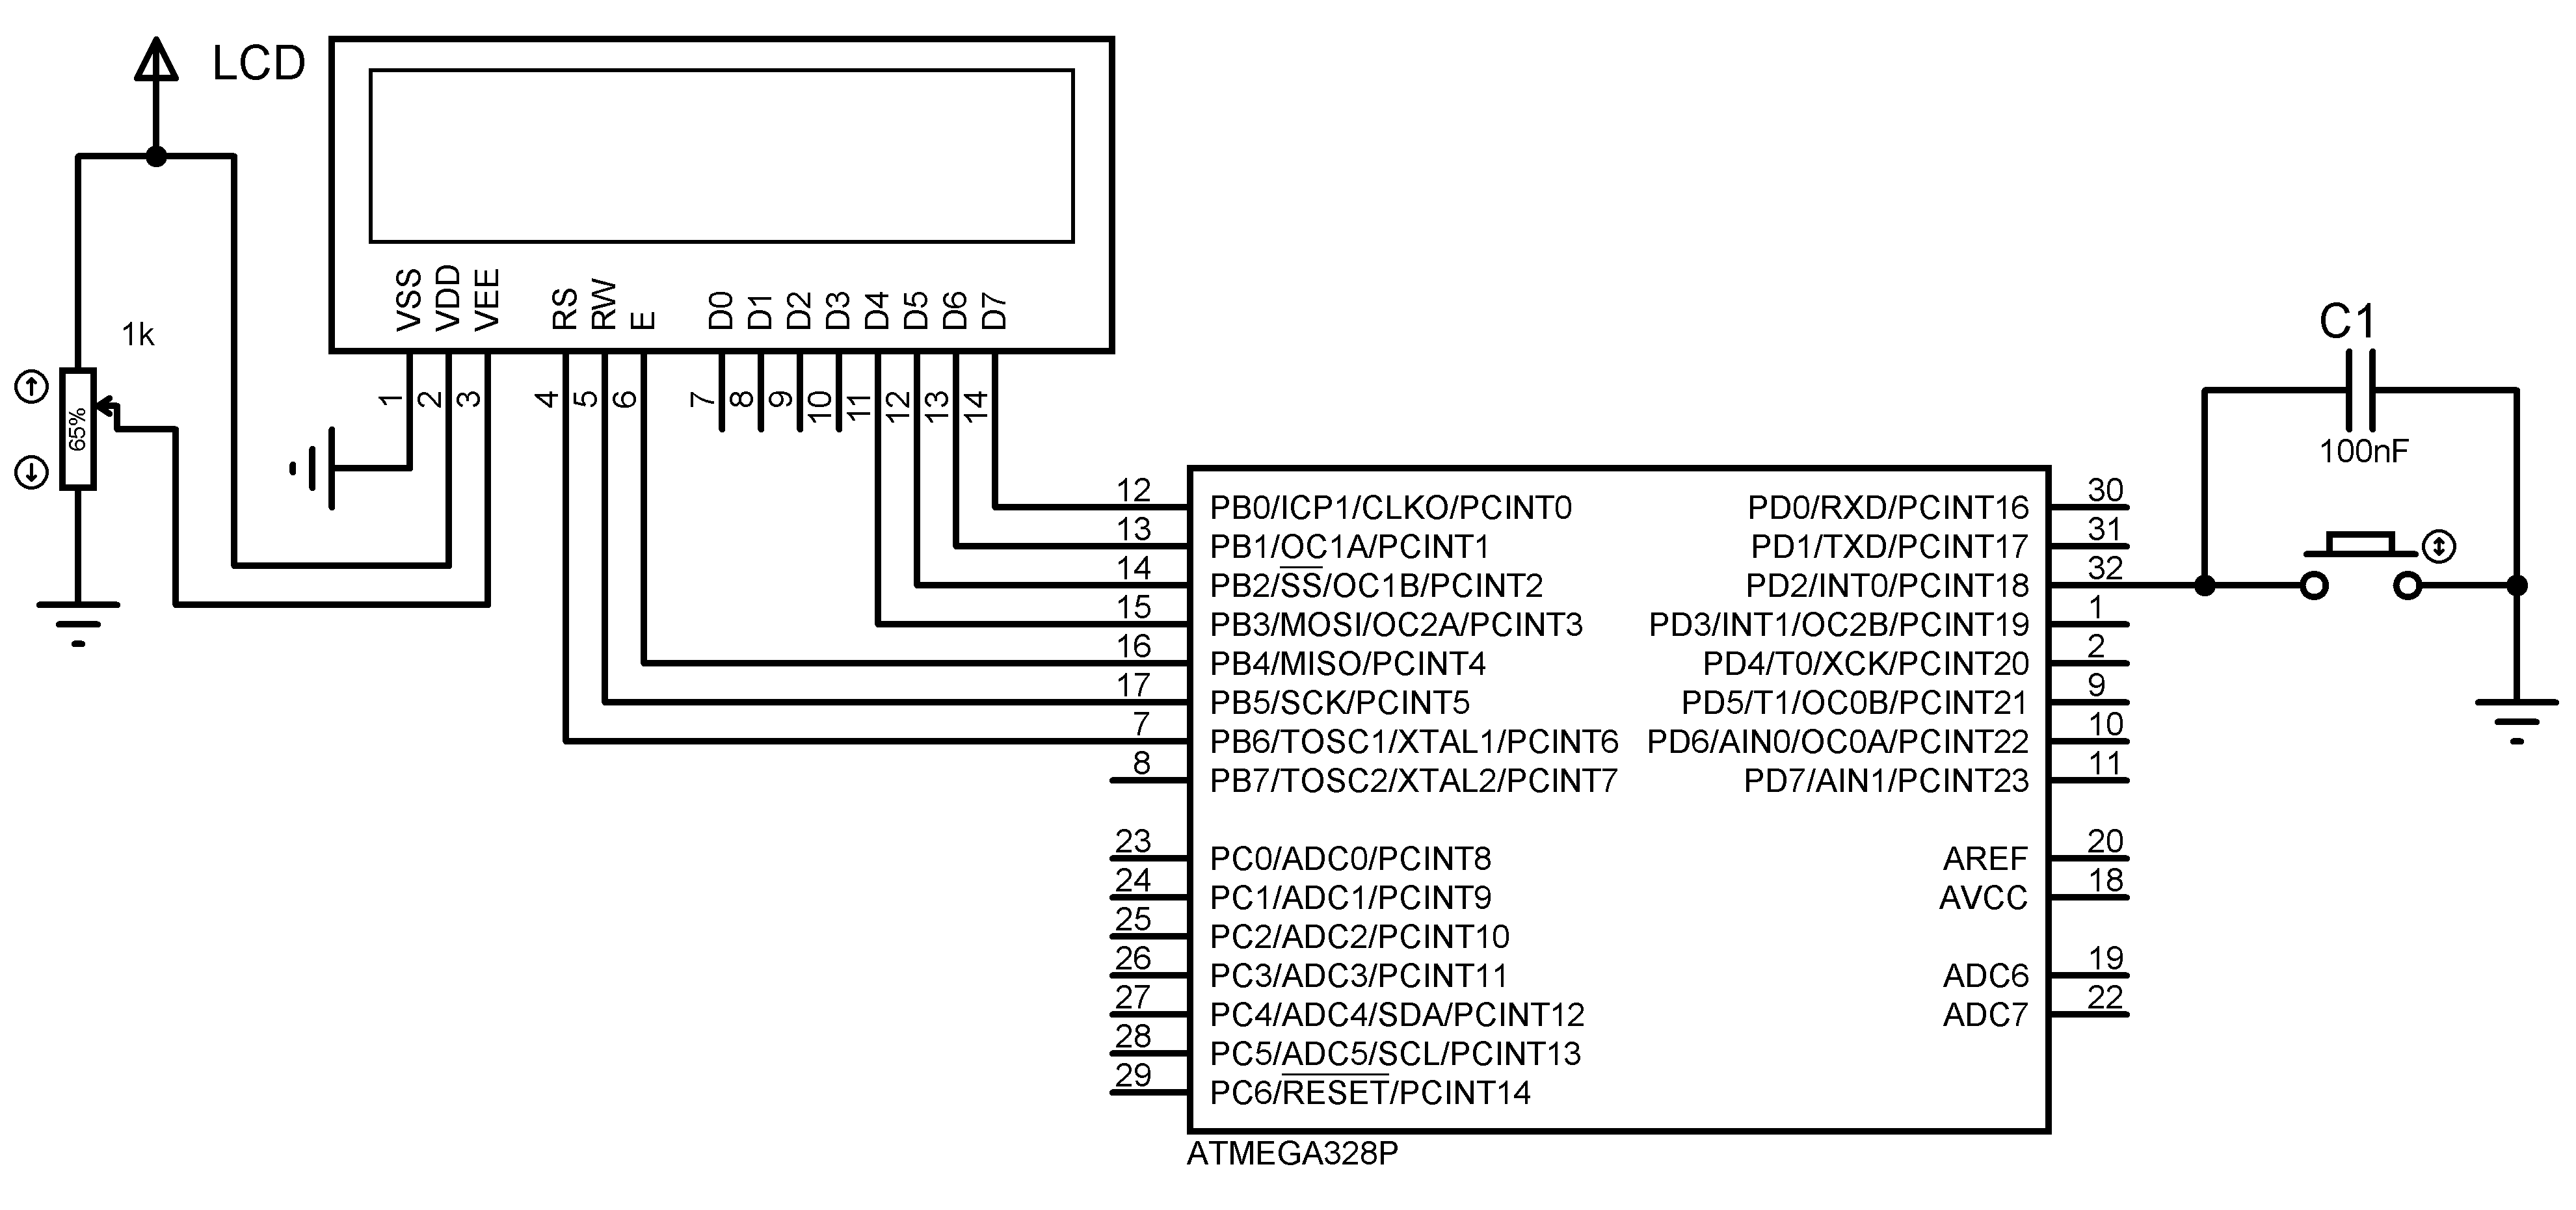 LCD
1k
65%
VSS
VDD
VEE
RS
RW
E
D0
D1
D2
D3
D4
D5
D6
D7
1
2
3
4
5
6
7
8
9
10
11
12
13
14
C1
100nF
12 PB0/ICP1/CLKO/PCINT0 PD0/RXD/PCINT16 30
13 PB1/OC1A/PCINT1 PD1/TXD/PCINT17 31
14 PB2/SS/OC1B/PCINT2 PD2/INT0/PCINT18 32
15 PB3/MOSI/OC2A/PCINT3 PD3/INT1/OC2B/PCINT19 1
16 PB4/MISO/PCINT4 PD4/T0/XCK/PCINT20 2
17 PB5/SCK/PCINT5 PD5/T1/OC0B/PCINT21 9
7 PB6/TOSC1/XTAL1/PCINT6 PD6/AIN0/OC0A/PCINT22 10
8 PB7/TOSC2/XTAL2/PCINT7 PD7/AIN1/PCINT23 11
23 PC0/ADC0/PCINT8 AREF 20
24 PC1/ADC1/PCINT9 AVCC 18
25 PC2/ADC2/PCINT10
26 PC3/ADC3/PCINT11 ADC6 19
27 PC4/ADC4/SDA/PCINT12 ADC7 22
28 PC5/ADC5/SCL/PCINT13
29 PC6/RESET/PCINT14
ATMEGA328P